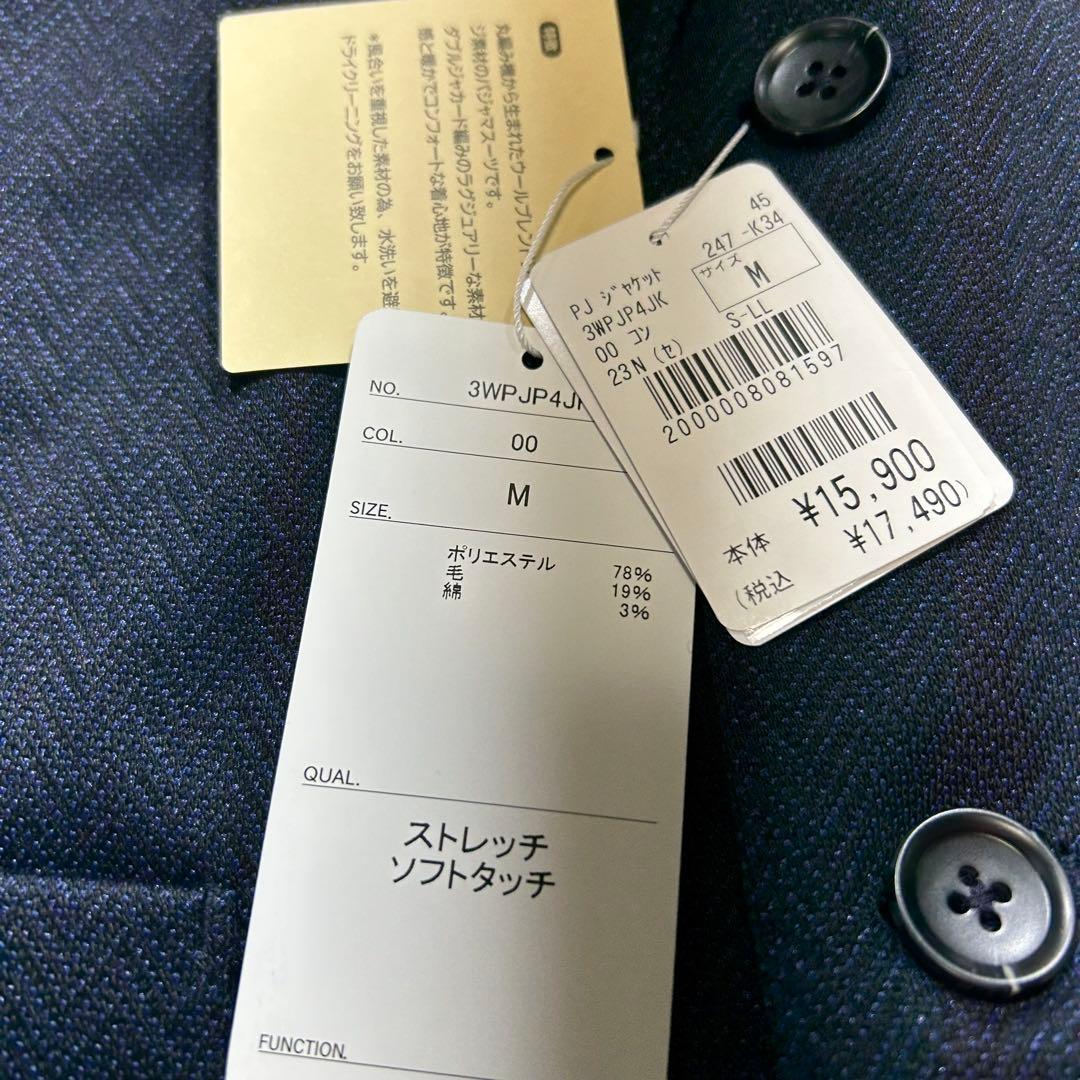 特徴
丸編み機から生まれたウールブレン
ジ素材のパジャマスーツです。
ダブルジャカード編みのラグジュアリーな素材
感と軽やかでコンフォートな着心地が特徴です
*風合いを重視した素材の為、水洗いを避
ドライクリーニングをお願い致します。
45
247-K34
サイズ
M
S-LL
PJ ジャケット
3WPJP4JK
00 コン
23N(セ)
2000008081597
本体 ¥15,900
(税込 ¥17,490)
NO. 3WPJP4J
COL. 00
SIZE. M
ポリエステル 78%
毛 19%
綿 3%
QUAL.
ストレッチ
ソフトタッチ
FUNCTION.